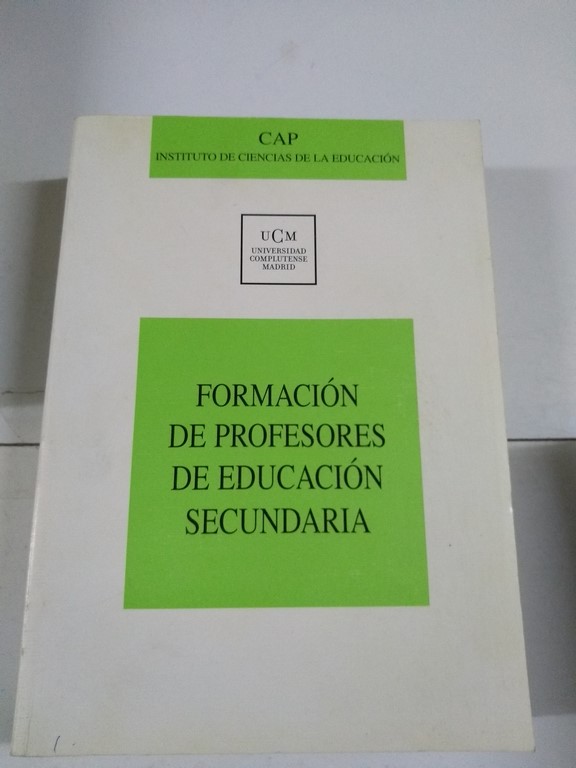 CAP
INSTITUTO DE CIENCIAS DE LA EDUCACIÓN
UCM
UNIVERSIDAD
COMPLUTENSE
MADRID
FORMACIÓN
DE PROFESORES
DE EDUCACIÓN
SECUNDARIA